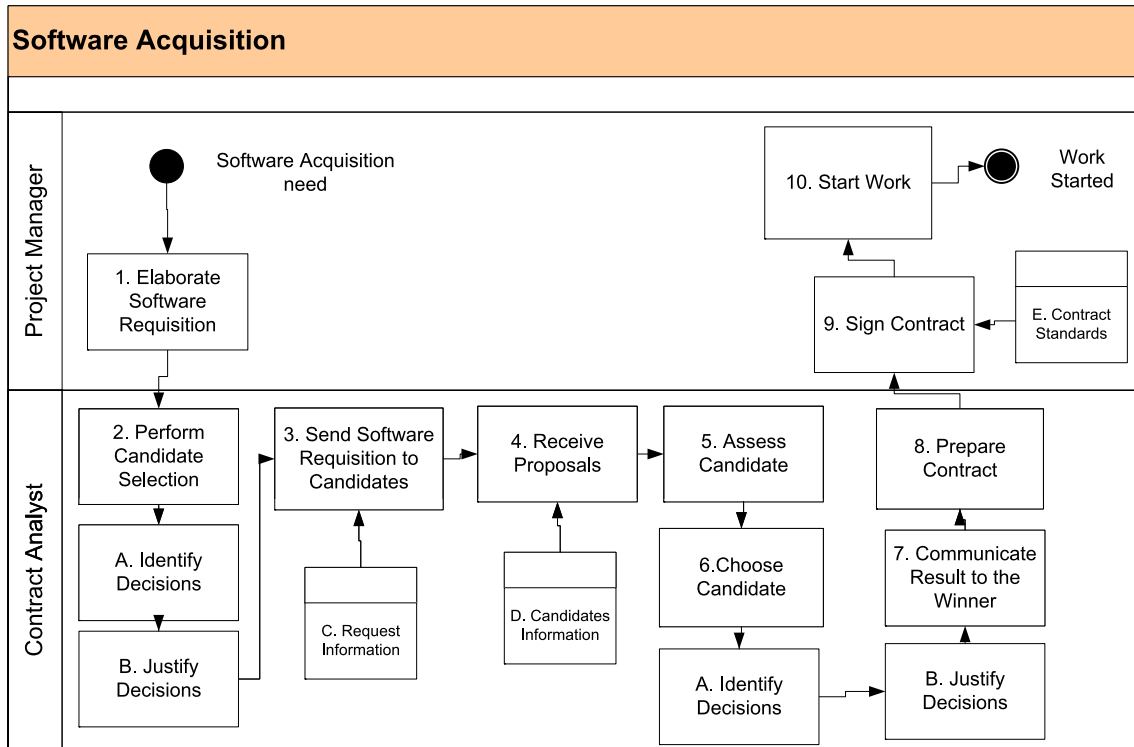 Software Acquisition
Project Manager
Software Acquisition
need
1. Elaborate
Software
Requisition
10. Start Work
Work
Started
9. Sign Contract
E. Contract
Standards
Contract Analyst
2. Perform
Candidate
Selection
A. Identify
Decisions
B. Justify
Decisions
3. Send Software
Requisition to
Candidates
C. Request
Information
4. Receive
Proposals
D. Candidates
Information
5. Assess
Candidate
6.Choose
Candidate
A. Identify
Decisions
B. Justify
Decisions
7. Communicate
Result to the
Winner
8. Prepare
Contract